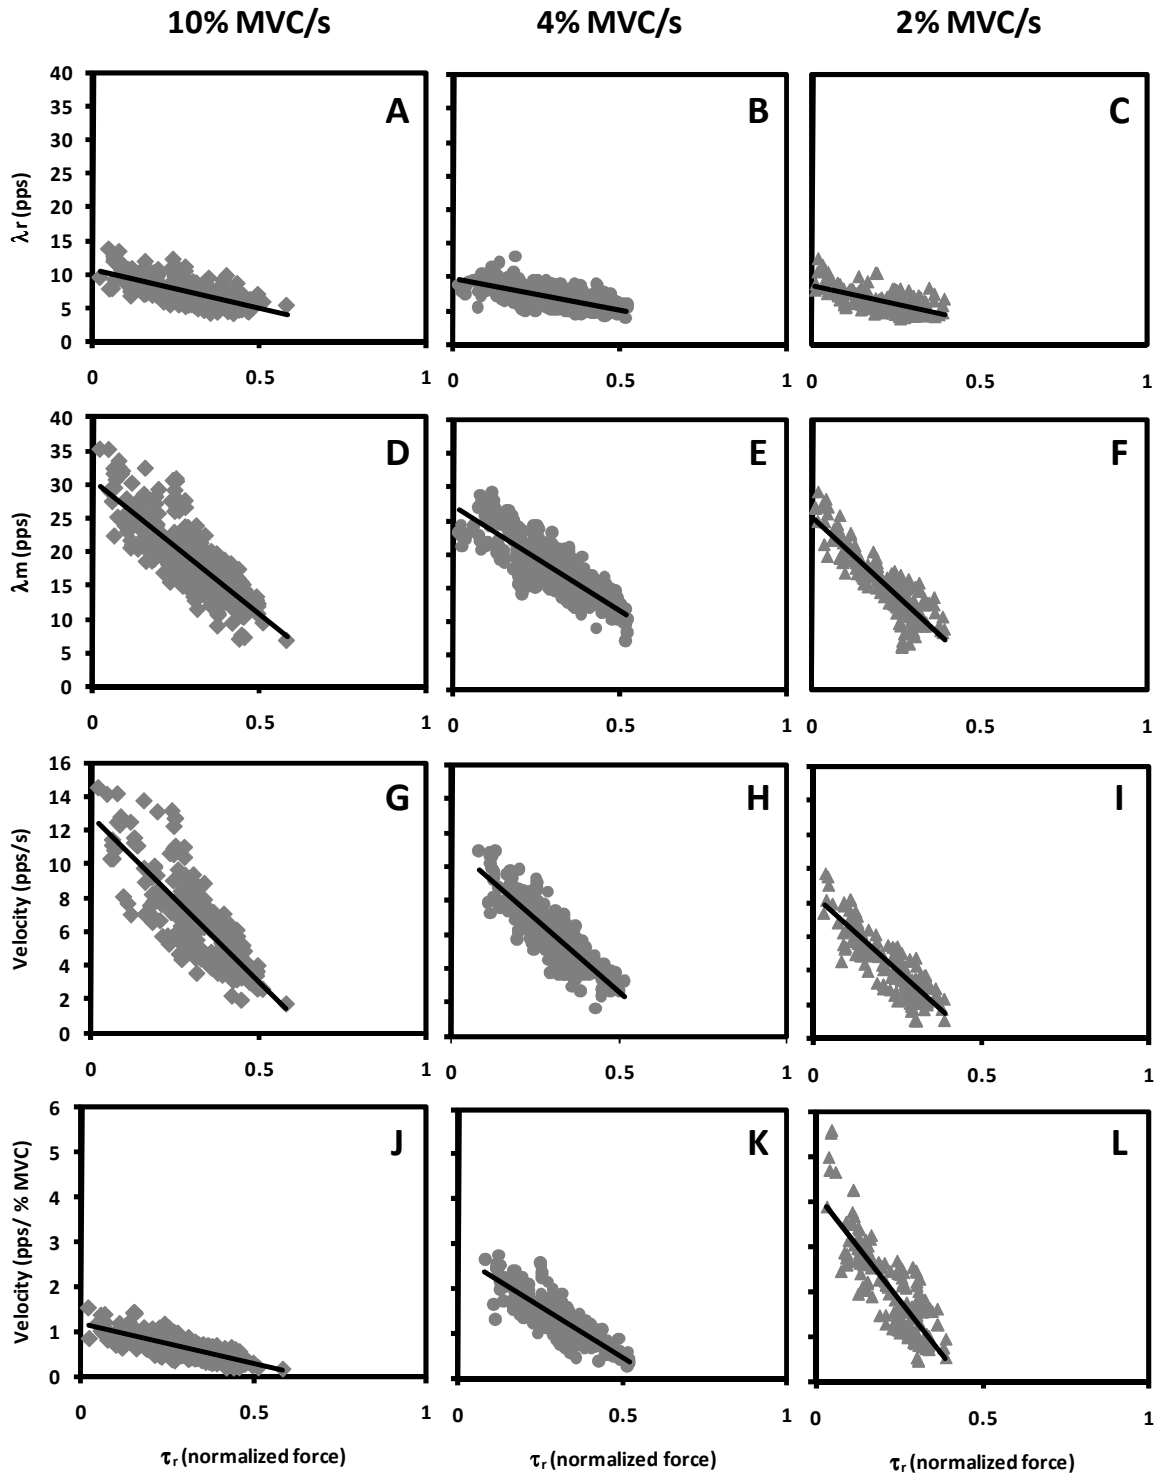 10% MVC/s 4% MVC/s 2% MVC/s
40
35
30
25
20
15
10
5
0
λr (pps)
A
B
C
0 0.5 1 0 0.5 1 0 0.5 1
40
35
30
25
20
15
10
5
0
λm (pps)
D
E
F
0 0.5 1 0 0.5 1 0 0.5 1
16
14
12
10
8
6
4
2
0
Velocity (pps/s)
G
H
I
0 0.5 1 0 0.5 1 0 0.5 1
6
5
4
3
2
1
0
Velocity (pps/ % MVC)
J
K
L
0 0.5 1 0 0.5 1 0 0.5 1
τr (normalized force) τr (normalized force) τr (normalized force)